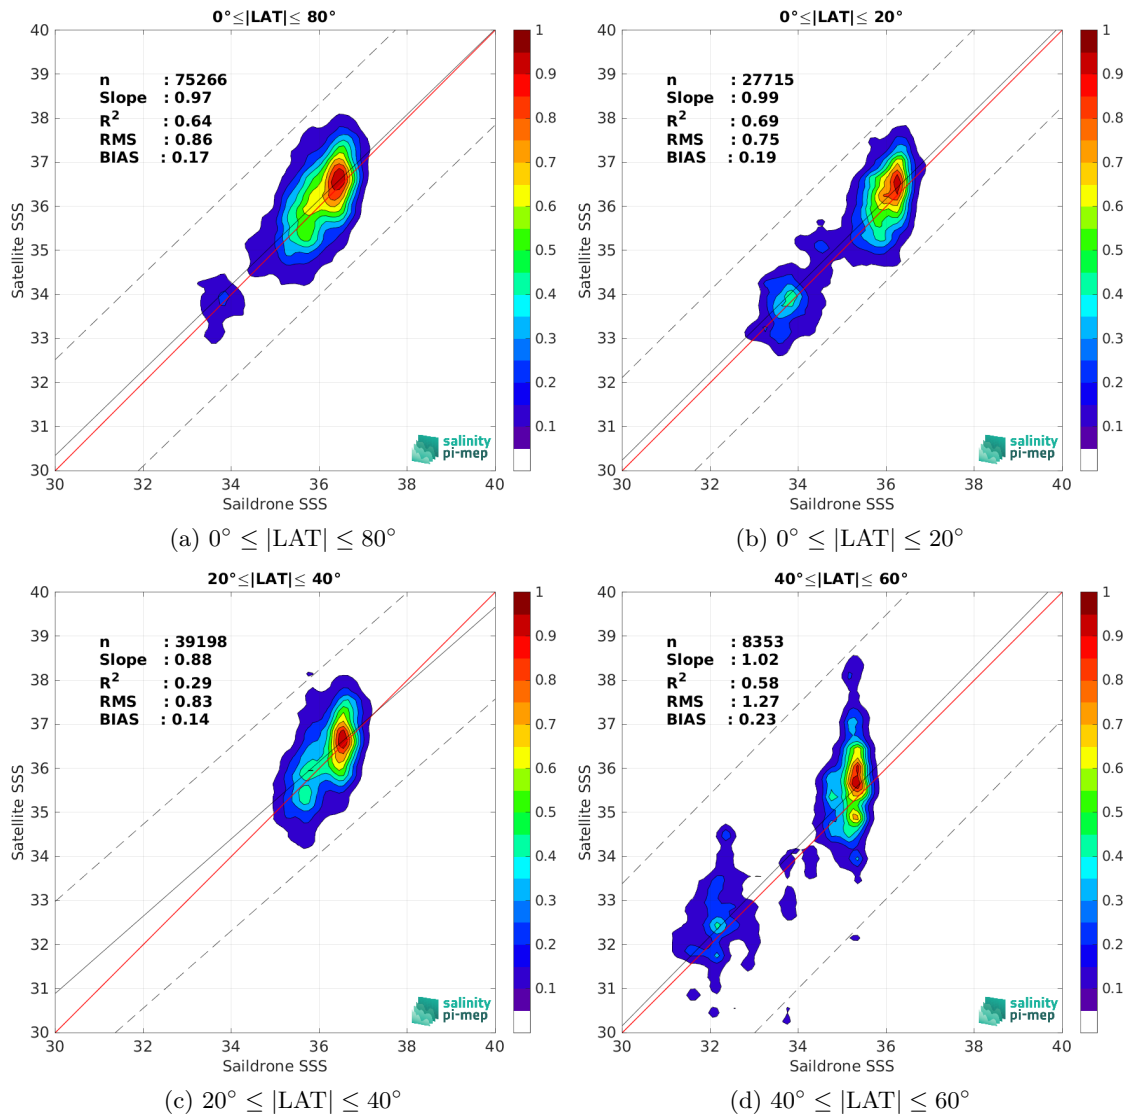 0°≤|LAT|≤ 80°
n : 75266
Slope : 0.97
R² : 0.64
RMS : 0.86
BIAS : 0.17
40
39
38
37
36
35
34
33
32
31
30
Satellite SSS
30 32 34 36 38 40
Saildrone SSS
1
0.9
0.8
0.7
0.6
0.5
0.4
0.3
0.2
0.1
salinity
pi-mep
(a) 0° ≤ |LAT| ≤ 80°
0°≤|LAT|≤ 20°
n : 27715
Slope : 0.99
R² : 0.69
RMS : 0.75
BIAS : 0.19
40
39
38
37
36
35
34
33
32
31
30
Satellite SSS
30 32 34 36 38 40
Saildrone SSS
1
0.9
0.8
0.7
0.6
0.5
0.4
0.3
0.2
0.1
salinity
pi-mep
(b) 0° ≤ |LAT| ≤ 20°
20°≤|LAT|≤ 40°
n : 39198
Slope : 0.88
R² : 0.29
RMS : 0.83
BIAS : 0.14
40
39
38
37
36
35
34
33
32
31
30
Satellite SSS
30 32 34 36 38 40
Saildrone SSS
1
0.9
0.8
0.7
0.6
0.5
0.4
0.3
0.2
0.1
salinity
pi-mep
(c) 20° ≤ |LAT| ≤ 40°
40°≤|LAT|≤ 60°
n : 8353
Slope : 1.02
R² : 0.58
RMS : 1.27
BIAS : 0.23
40
39
38
37
36
35
34
33
32
31
30
Satellite SSS
30 32 34 36 38 40
Saildrone SSS
1
0.9
0.8
0.7
0.6
0.5
0.4
0.3
0.2
0.1
salinity
pi-mep
(d) 40° ≤ |LAT| ≤ 60°